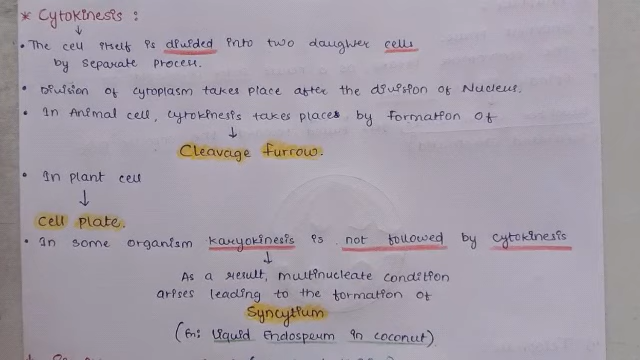 * Cytokinesis :
• The cell itself is divided into two daughter cells
by separate process.
• Division of cytoplasm takes place after the division of Nucleus.
• In Animal cell, cytokinesis takes places by formation of
Cleavage furrow.
• In plant cell
Cell plate.
• In some organism karyokinesis is not followed by cytokinesis
As a result, multinucleate condition
arises leading to the formation of
Syncytium
(En: liquid Endosperm in coconut)